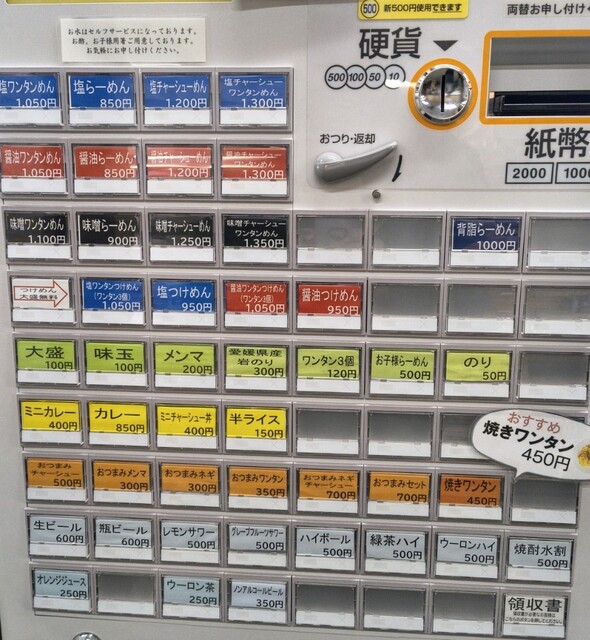 お水はセルフサービスになっております。
お酢、お子様用箸ご用意しております。
お気軽にお申し付けください。
500
新500円使用できます
両替お申し付け
硬貨
500 100 50 10
おつり・返却
紙幣
2000 1000
塩ワンタンめん
1,050円
塩らーめん
850円
塩チャーシューめん
1,200円
塩チャーシュー
ワンタンめん
1,300円
醤油ワンタンめん
1,050円
醤油らーめん
850円
醤油チャーシューめん
1,200円
醤油チャーシュー
ワンタンめん
1,300円
味噌ワンタンめん
1,100円
味噌らーめん
900円
味噌チャーシューめん
1,250円
味噌チャーシュー
ワンタンめん
1,350円
背脂らーめん
1000円
つけめん
大盛無料
塩ワンタンつけめん
(ワンタン3個)
1,050円
塩つけめん
950円
醤油ワンタンつけめん
(ワンタン3個)
1,050円
醤油つけめん
950円
大盛
100円
味玉
100円
メンマ
200円
愛媛県産
岩のり
300円
ワンタン3個
120円
お子様らーめん
500円
のり
50円
ミニカレー
400円
カレー
850円
ミニチャーシュー丼
400円
半ライス
150円
おすすめ
焼きワンタン
450円
おつまみ
チャーシュー
500円
おつまみメンマ
300円
おつまみネギ
300円
おつまみワンタン
350円
おつまみネギ
チャーシュー
700円
おつまみセット
700円
焼きワンタン
450円
生ビール
600円
瓶ビール
600円
レモンサワー
500円
グレープフルーツサワー
500円
ハイボール
500円
緑茶ハイ
500円
ウーロンハイ
500円
焼酎水割
500円
オレンジジュース
250円
ウーロン茶
250円
ノンアルコールビール
350円
領収書